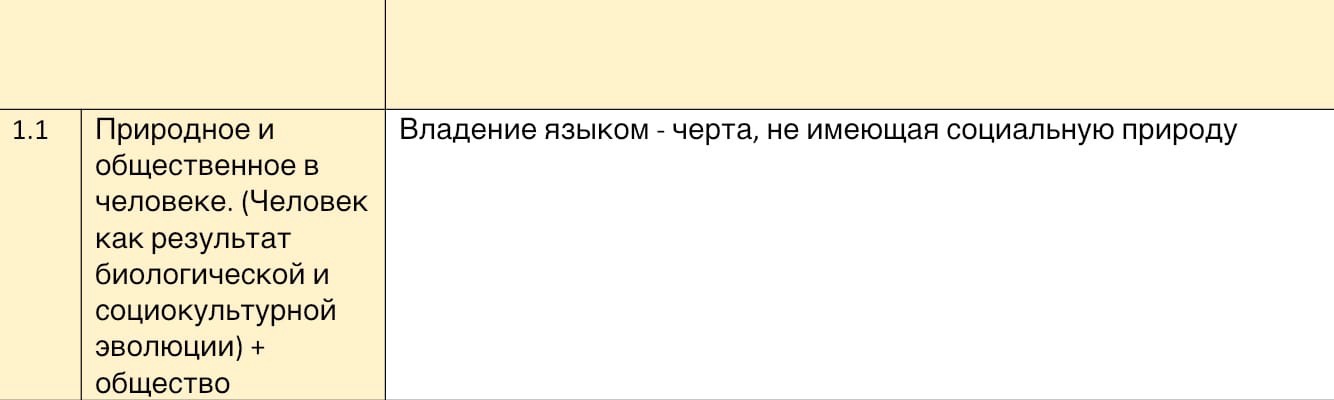 1.1
Природное и
общественное в
человеке. (Человек
как результат
биологической и
социокультурной
эволюции) +
общество
Владение языком - черта, не имеющая социальную природу